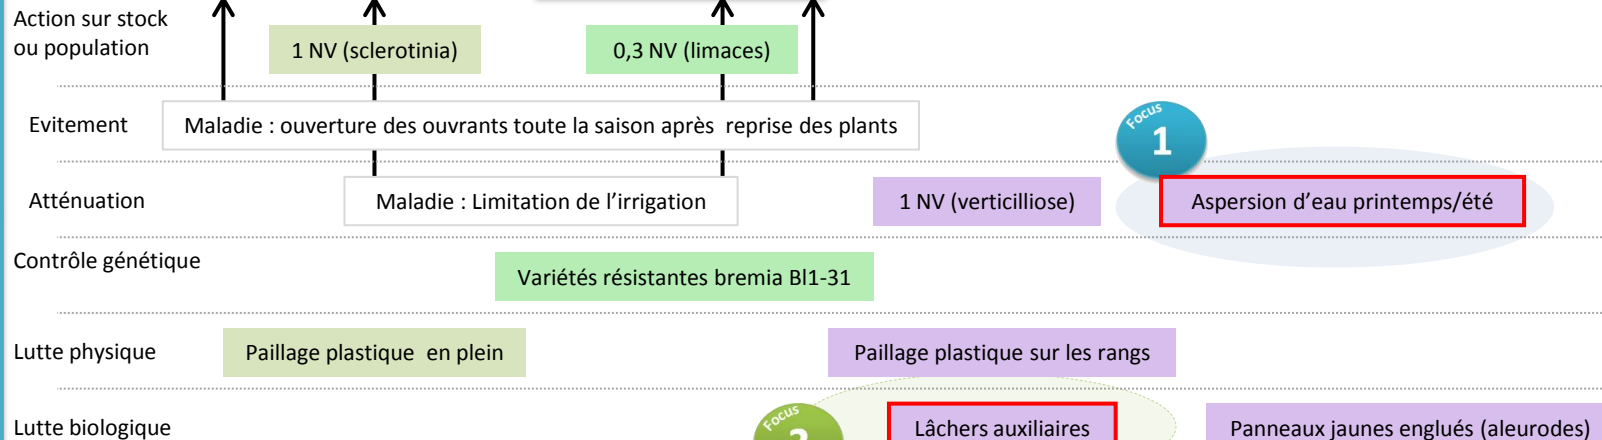 Action sur stock
ou population
1 NV (sclerotinia)
0,3 NV (limaces)
Evitement
Maladie : ouverture des ouvrants toute la saison après reprise des plants
Focus
1
Atténuation
Maladie : Limitation de l'irrigation
1 NV (verticilliose)
Aspersion d'eau printemps/été
Contrôle génétique
Variétés résistantes bremia Bl1-31
Lutte physique
Paillage plastique en plein
Paillage plastique sur les rangs
Lutte biologique
Focus
Lâchers auxiliaires
Panneaux jaunes englués (aleurodes)